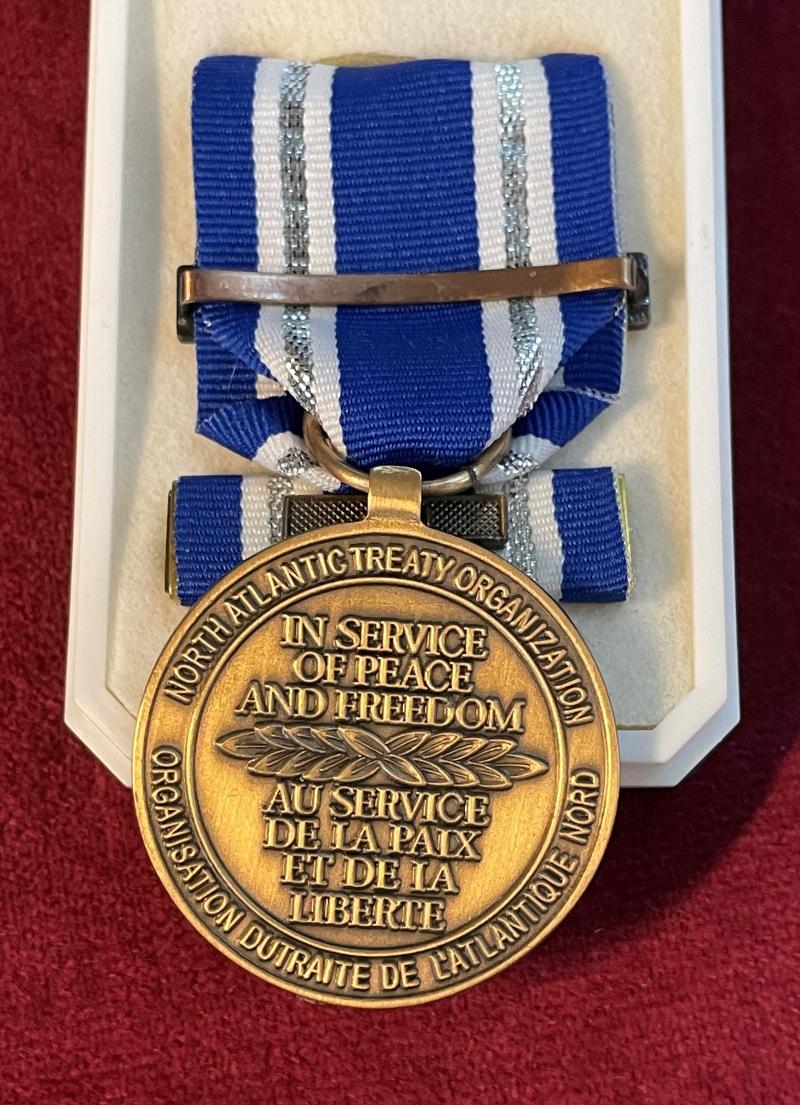 NORTH ATLANTIC TREATY ORGANIZATION
IN SERVICE
OF PEACE
AND FREEDOM
AU SERVICE
DE LA PAIX
ET DE LA
LIBERTE
ORGANISATION DU TRAITE DE L'ATLANTIQUE NORD